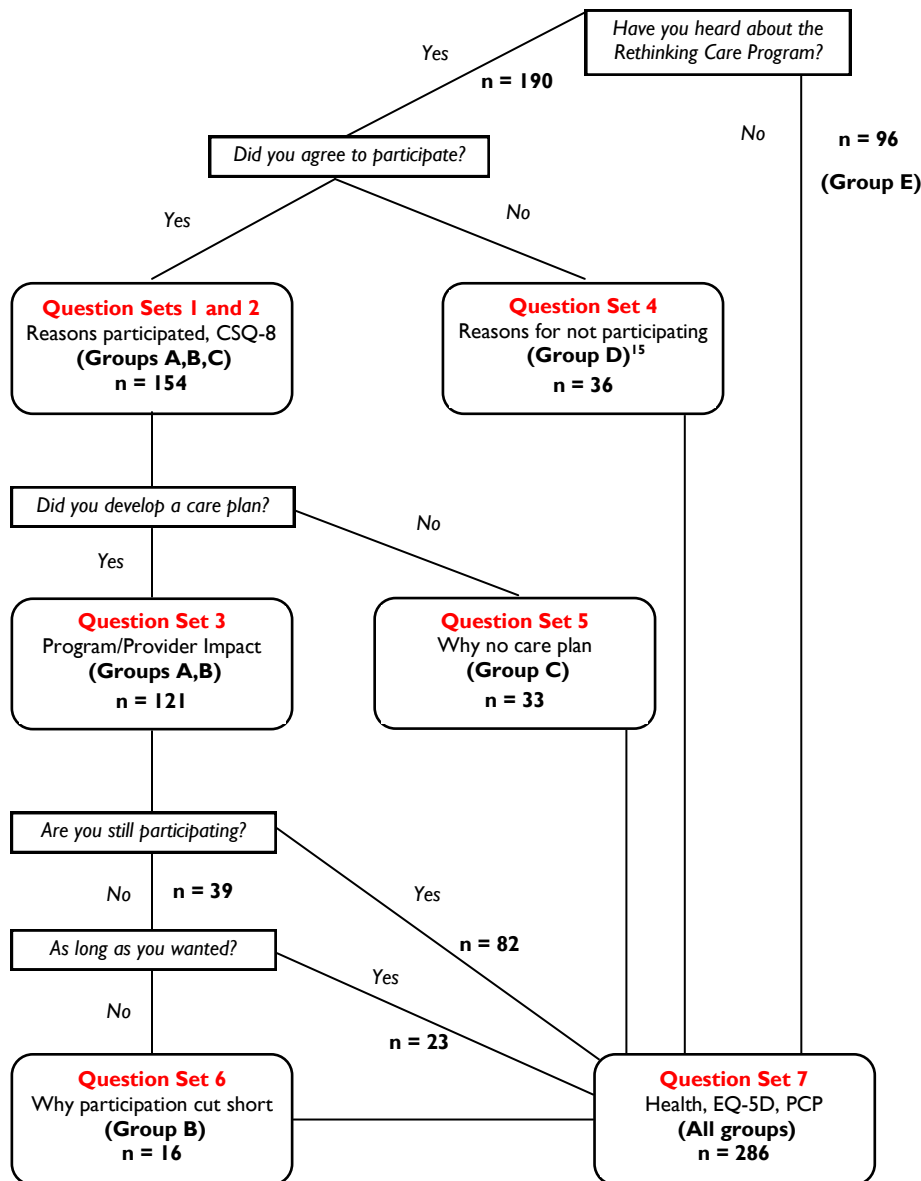 Have you heard about the
Rethinking Care Program?
Yes
n = 190
No
n = 96
(Group E)
Did you agree to participate?
Yes
No
Question Sets 1 and 2
Reasons participated, CSQ-8
(Groups A,B,C)
n = 154
Question Set 4
Reasons for not participating
(Group D)15
n = 36
Did you develop a care plan?
No
Yes
Question Set 3
Program/Provider Impact
(Groups A,B)
n = 121
Question Set 5
Why no care plan
(Group C)
n = 33
Are you still participating?
No
n = 39
Yes
n = 82
As long as you wanted?
Yes
n = 23
No
Question Set 6
Why participation cut short
(Group B)
n = 16
Question Set 7
Health, EQ-5D, PCP
(All groups)
n = 286